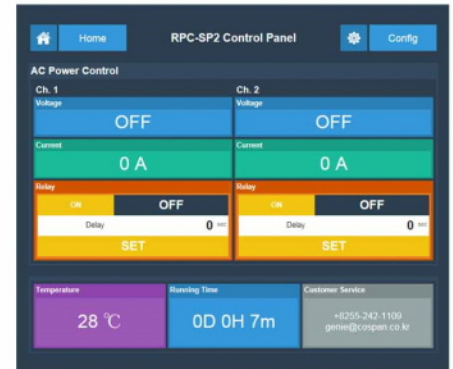 Home RPC-SP2 Control Panel Config
AC Power Control
Ch. 1 Ch. 2
Voltage Voltage
OFF OFF
Current Current
0 A 0 A
Relay Relay
ON OFF ON OFF
Delay 0 sec Delay 0 sec
SET SET
Temperature Running Time Customer Service
28 ℃ 0D 0H 7m +8255-242-1109
genie@cospan.co.kr